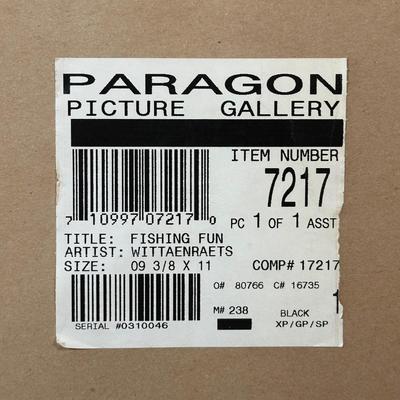 PARAGON
PICTURE GALLERY
ITEM NUMBER
7217
7 10997 07217 0
PC 1 OF 1 ASST
TITLE: FISHING FUN
ARTIST: WITTAENRAETS
SIZE: 09 3/8 X 11 COMP# 17217
O# 80766 C# 16735
1
M# 238 BLACK
SERIAL #0310046 XP/GP/SP